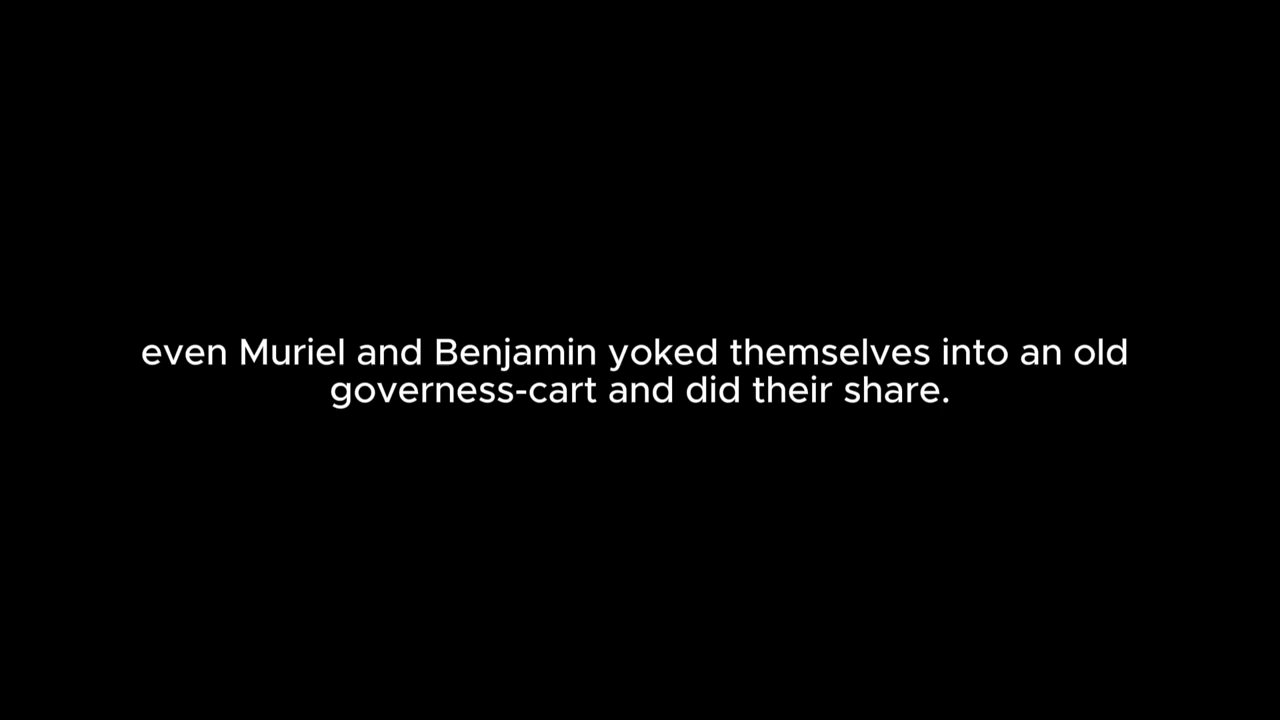 even Muriel and Benjamin yoked themselves into an old
governess-cart and did their share.